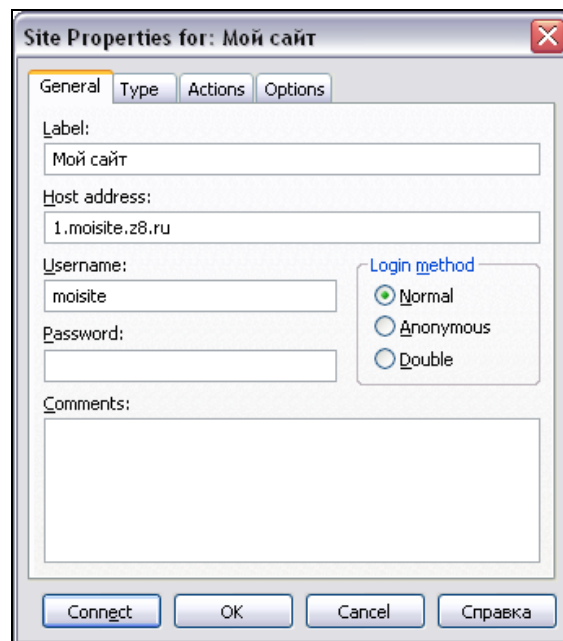 Site Properties for: Мой сайт
General Type Actions Options
Label:
Мой сайт
Host address:
1.moisite.z8.ru
Username:
moisite
Login method
Normal
Anonymous
Double
Password:
Comments:
Connect OK Cancel Справка